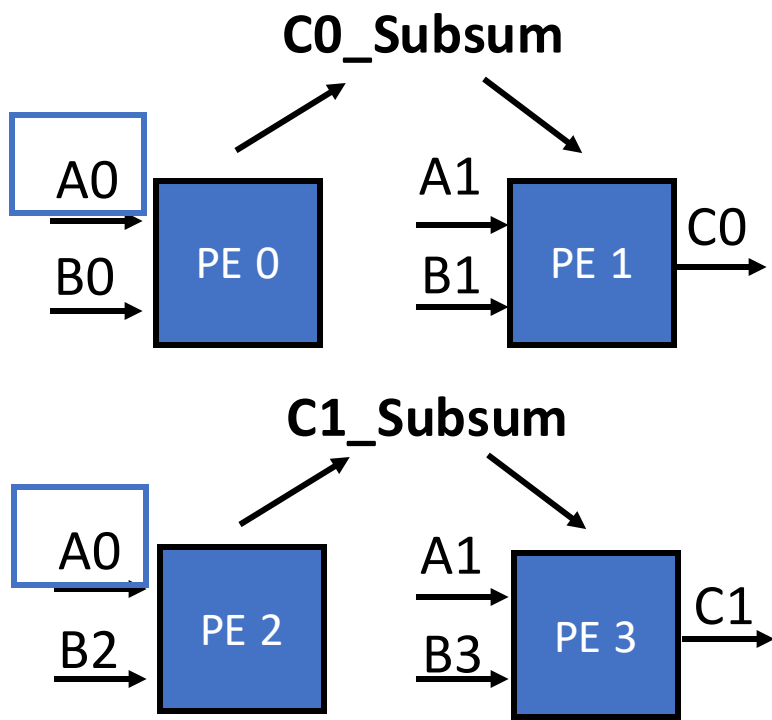 C0_Subsum
A0
B0
PE 0
A1
B1
PE 1
C0
C1_Subsum
A0
B2
PE 2
A1
B3
PE 3
C1